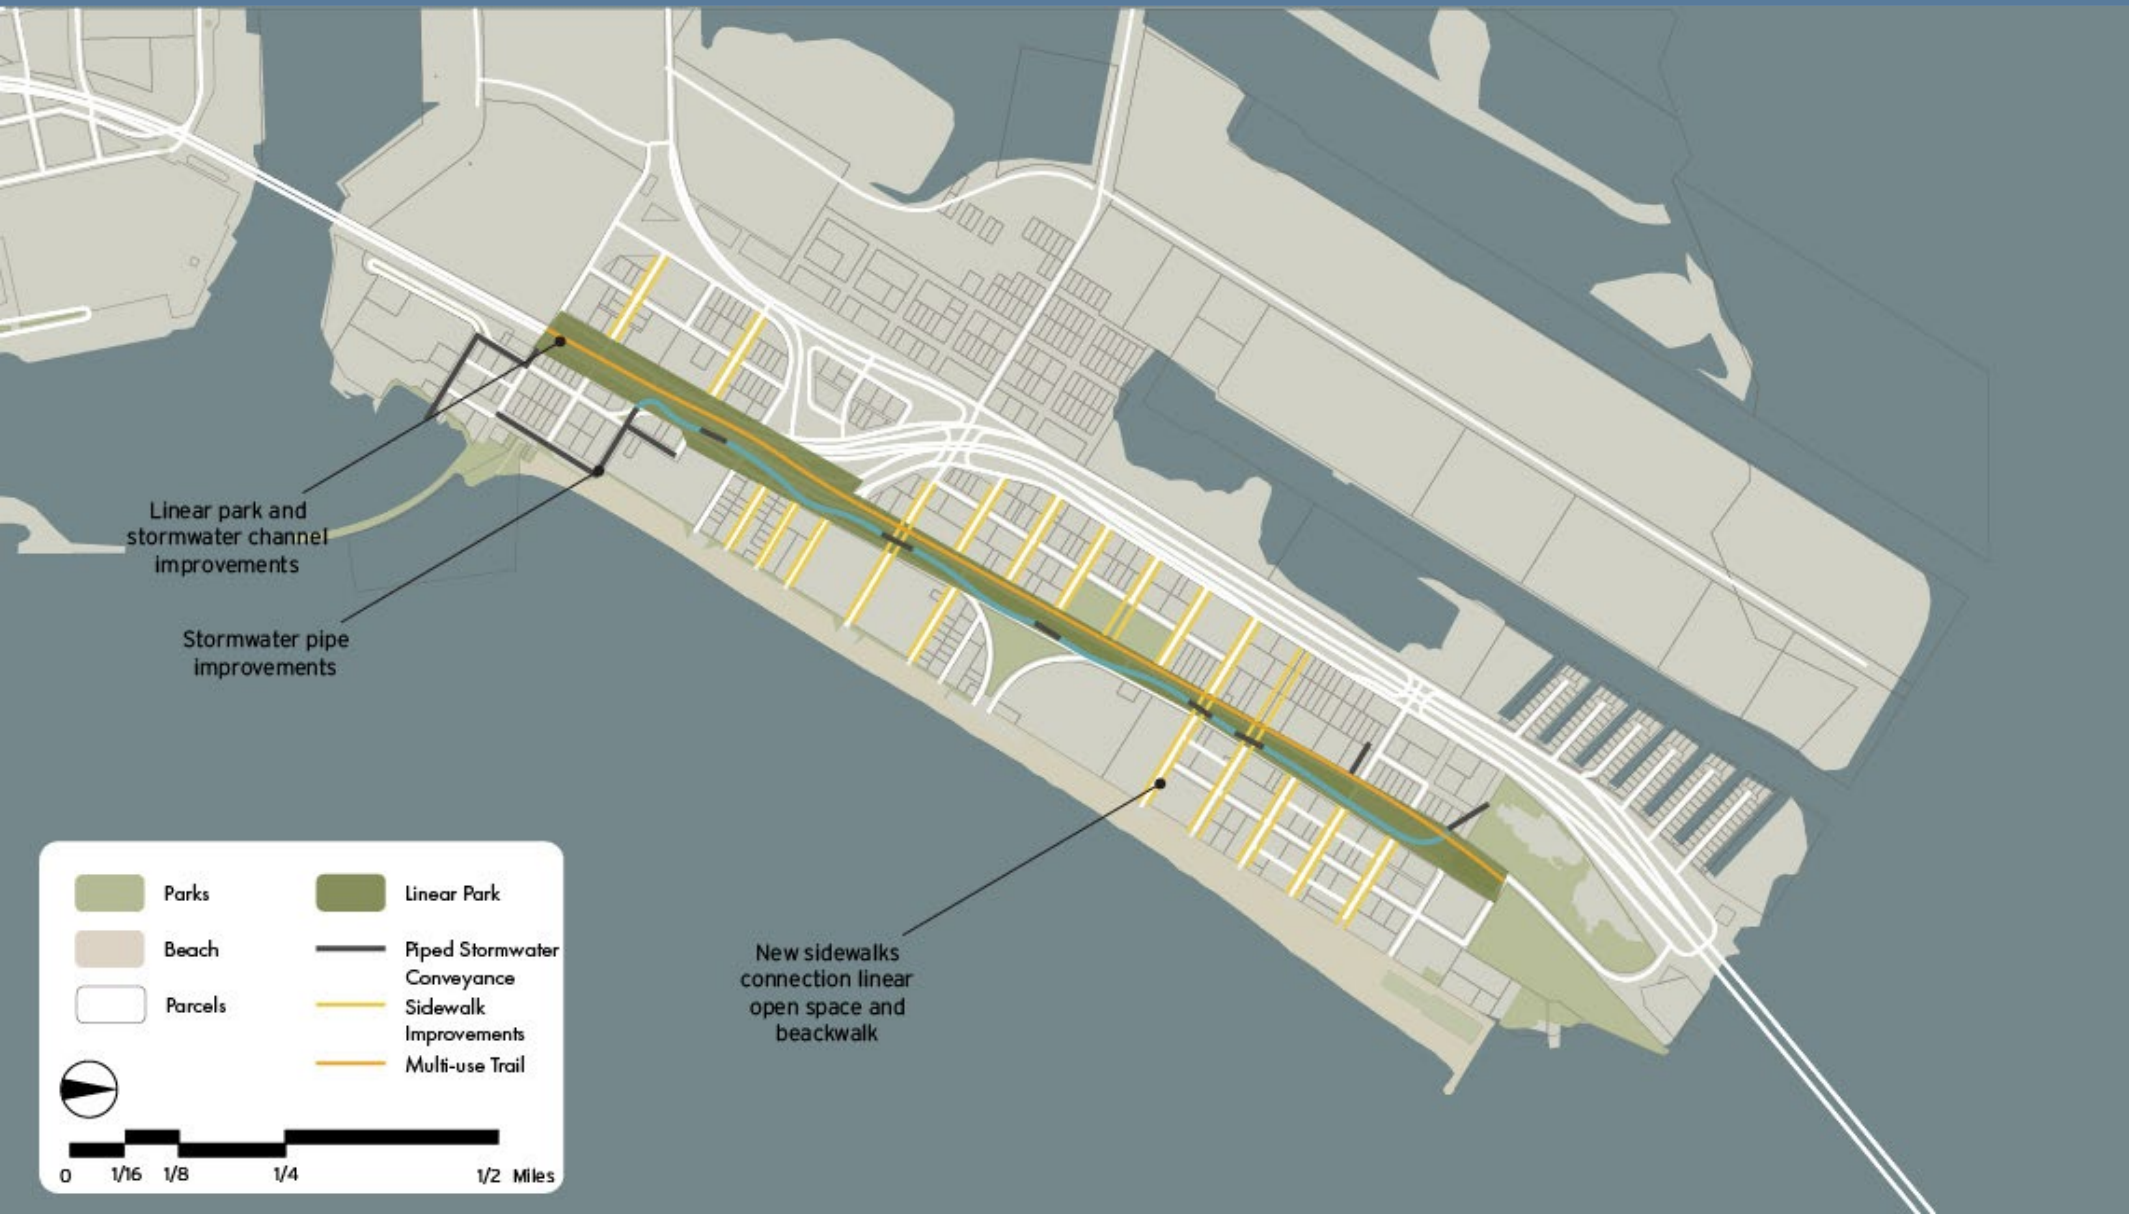 Linear park and
stormwater channel
improvements
Stormwater pipe
improvements
New sidewalks
connection linear
open space and
beackwalk
Parks
Beach
Parcels
Linear Park
Piped Stormwater
Conveyance
Sidewalk
Improvements
Multi-use Trail
0 1/16 1/8 1/4 1/2 Miles